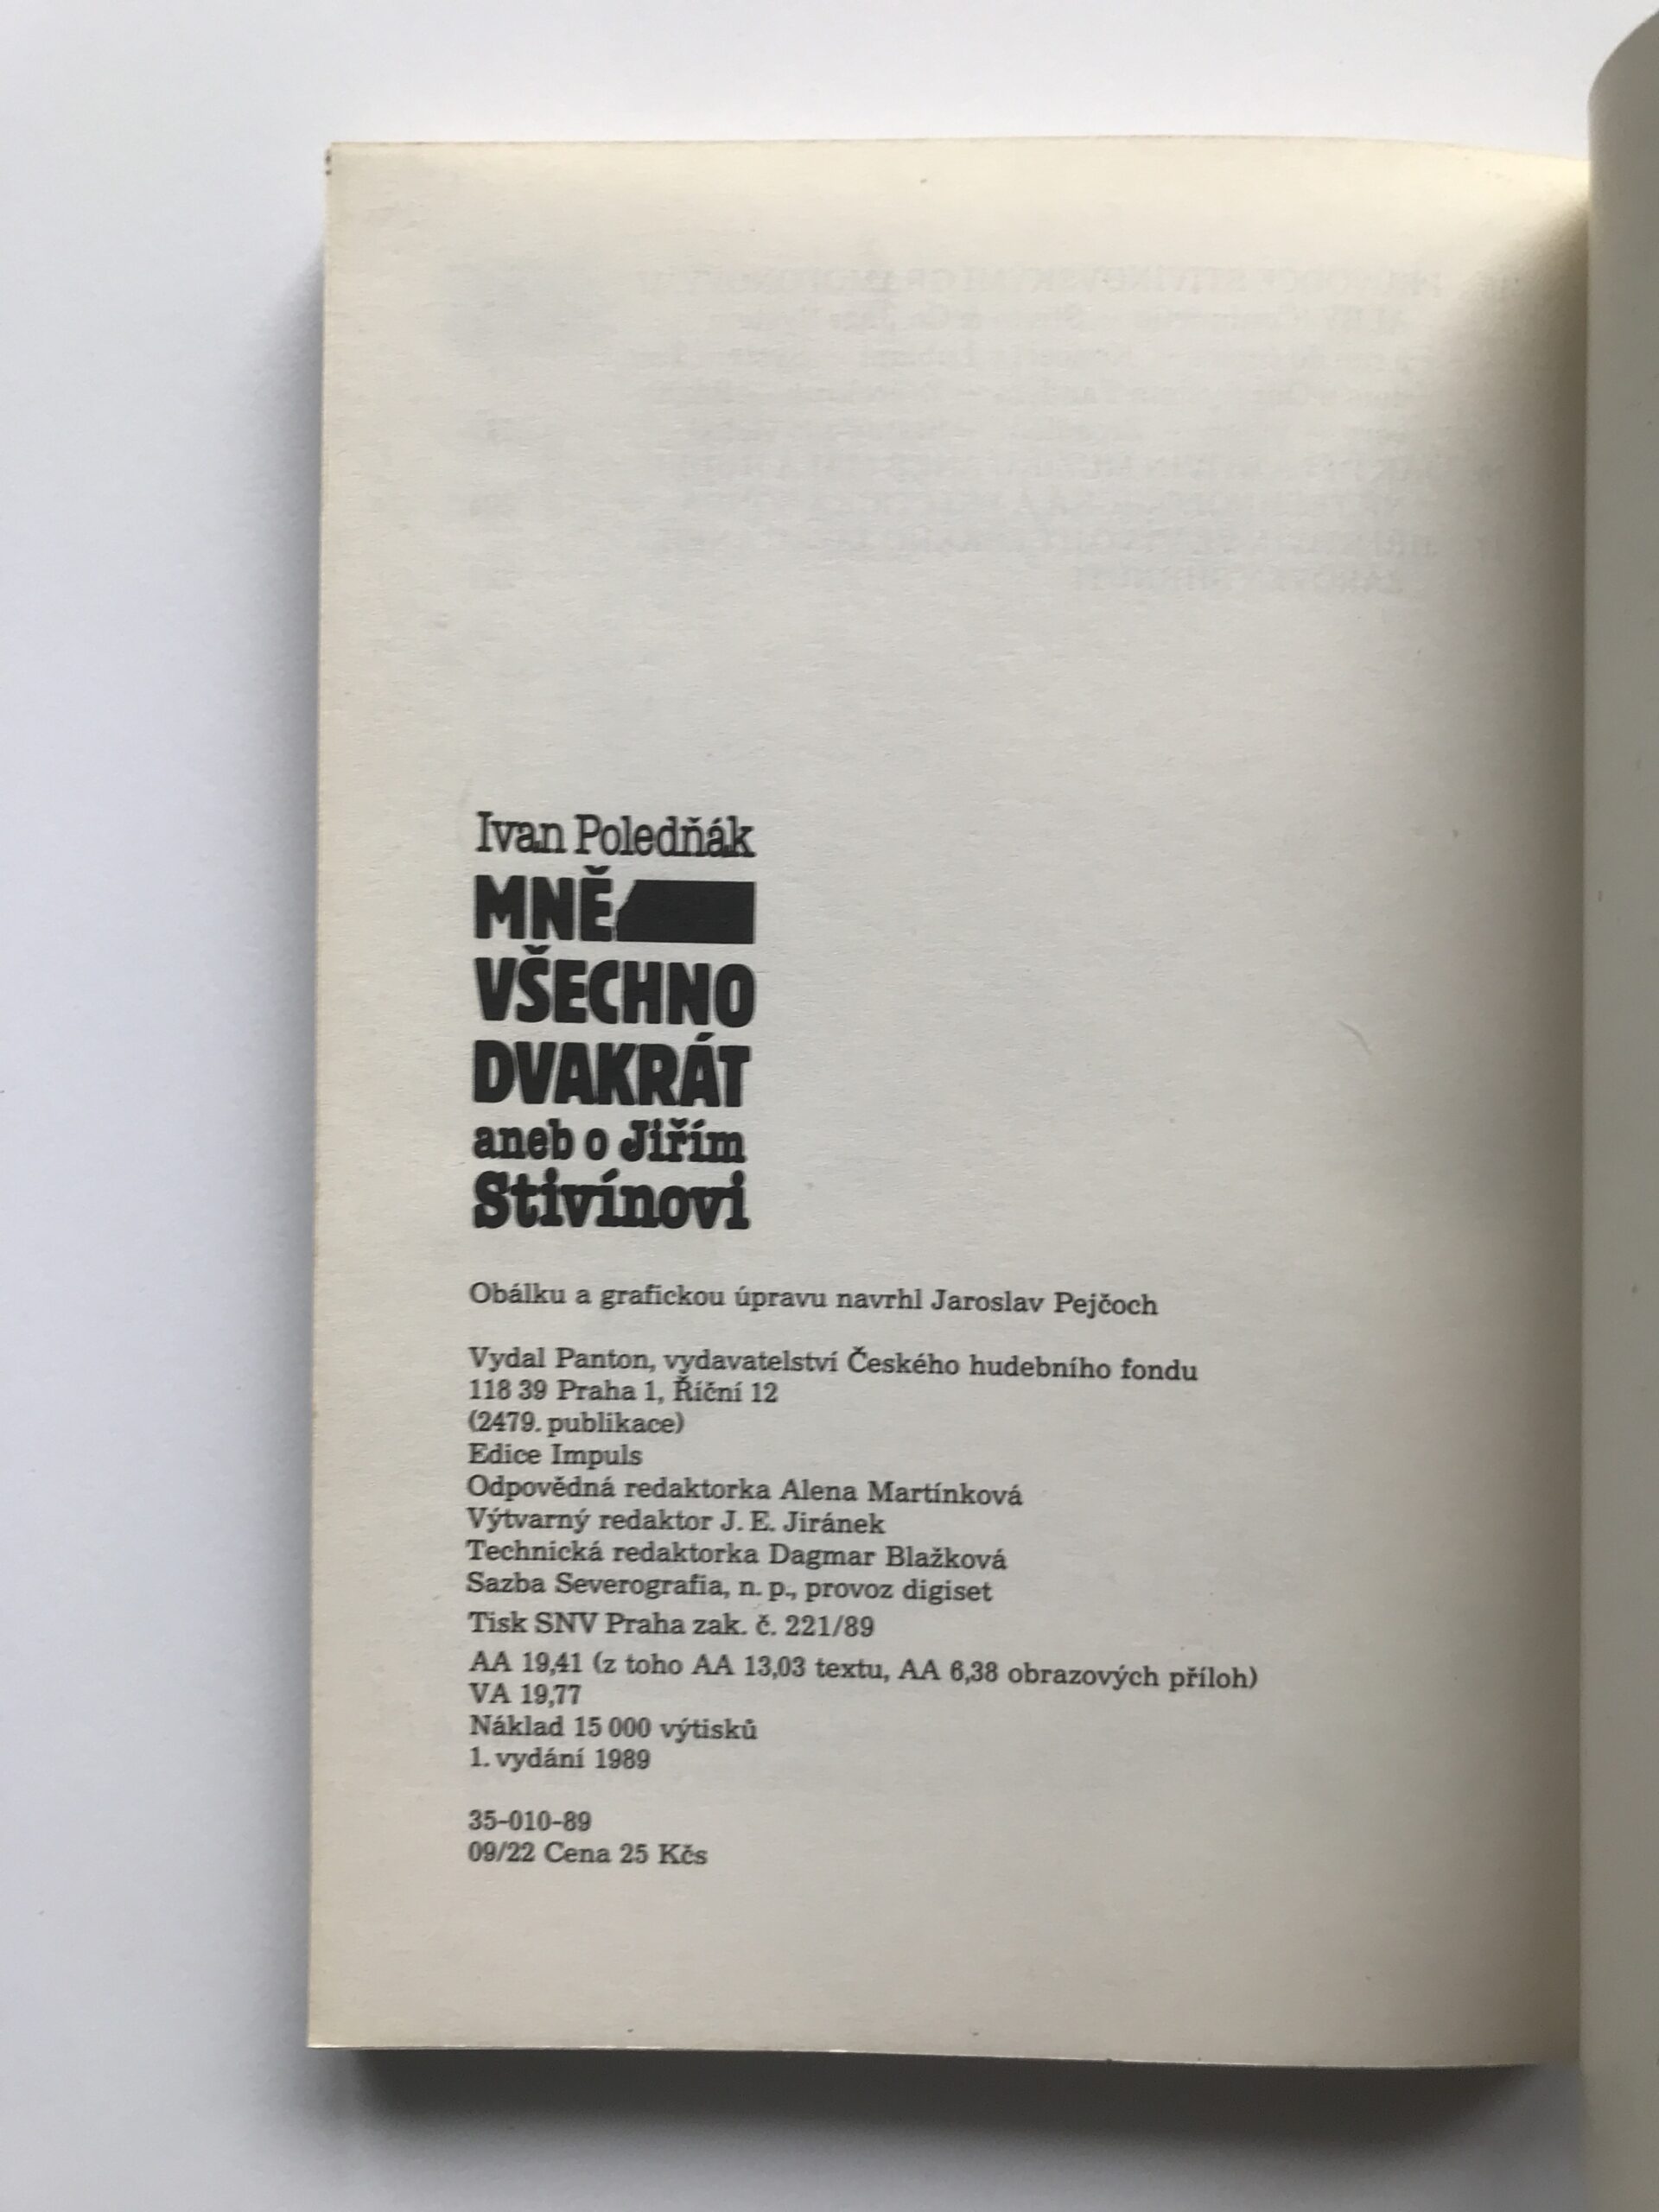 Ivan Poledňák
MNĚ
VŠECHNO
DVAKRÁT
aneb o Jiřím
Stivínovi
Obálku a grafickou úpravu navrhl Jaroslav Pejčoch
Vydal Panton, vydavatelství Českého hudebního fondu
118 39 Praha 1, Říční 12
(2479. publikace)
Edice Impuls
Odpovědná redaktorka Alena Martínková
Výtvarný redaktor J. E. Jiránek
Technická redaktorka Dagmar Blažková
Sazba Severografia, n. p., provoz digiset
Tisk SNV Praha zak. č. 221/89
AA 19,41 (z toho AA 13,03 textu, AA 6,38 obrazových příloh)
VA 19,77
Náklad 15 000 výtisků
1. vydání 1989
35-010-89
09/22 Cena 25 Kčs